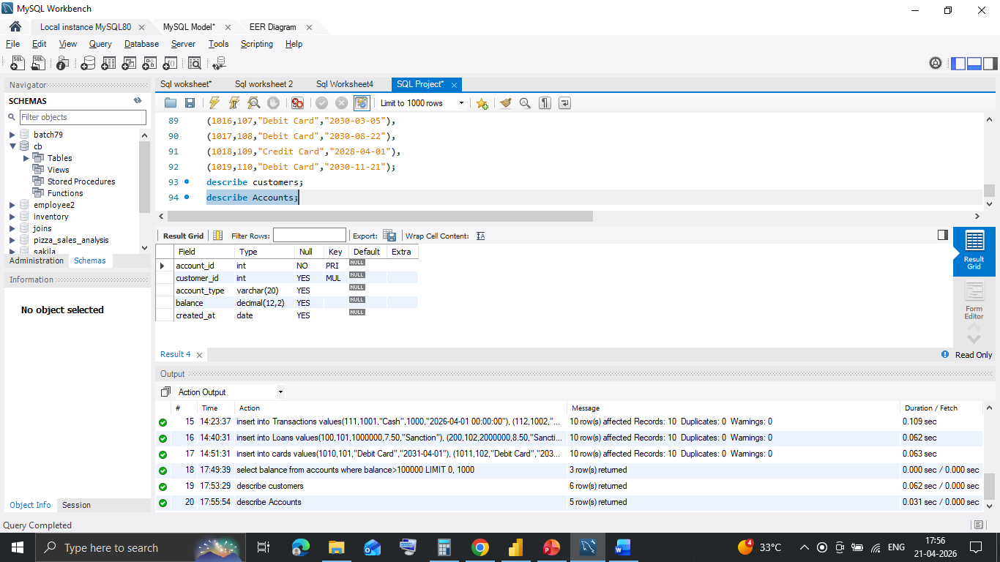 MySQL Workbench
Local instance MySQL80
MySQL Model*
EER Diagram
File Edit View Query Database Server Tools Scripting Help
Navigator
SCHEMAS
Filter objects
batch79
cb
Tables
Views
Stored Procedures
Functions
employee2
inventory
joins
pizza_sales_analysis
sakila
Administration Schemas
Information
No object selected
Object Info Session
Sql woksheet* Sql worksheet 2 Sql Worksheet4 SQL Project*
Limit to 1000 rows
89 (1016,107,"Debit Card","2030-03-05"),
90 (1017,108,"Debit Card","2030-08-22"),
91 (1018,109,"Credit Card","2028-04-01"),
92 (1019,110,"Debit Card","2030-11-21");
93 describe customers;
94 describe Accounts;
Result Grid Filter Rows: Export: Wrap Cell Content:
Field Type Null Key Default Extra
account_id int NO PRI NULL
customer_id int YES MUL NULL
account_type varchar(20) YES NULL
balance decimal(12,2) YES NULL
created_at date YES NULL
Result Grid
Form Editor
Result 4
Read Only
Output
Action Output
# Time Action Message Duration / Fetch
15 14:23:37 insert into Transactions values(111,1001,"Cash",1000,"2026-04-01 00:00:00"), (112,1002,"... 10 row(s) affected Records: 10 Duplicates: 0 Warnings: 0 0.109 sec
16 14:40:31 insert into Loans values(100,101,1000000,7.50,"Sanction"), (200,102,2000000,8.50,"Sancti... 10 row(s) affected Records: 10 Duplicates: 0 Warnings: 0 0.062 sec
17 14:51:31 insert into cards values(1010,101,"Debit Card","2031-04-01"), (1011,102,"Debit Card","203... 10 row(s) affected Records: 10 Duplicates: 0 Warnings: 0 0.063 sec
18 17:49:39 select balance from accounts where balance>100000 LIMIT 0, 1000 3 row(s) returned 0.000 sec / 0.000 sec
19 17:53:29 describe customers 6 row(s) returned 0.062 sec / 0.000 sec
20 17:55:54 describe Accounts 5 row(s) returned 0.031 sec / 0.000 sec
Query Completed
Type here to search
4
33°C
ENG
17:56
21-04-2026